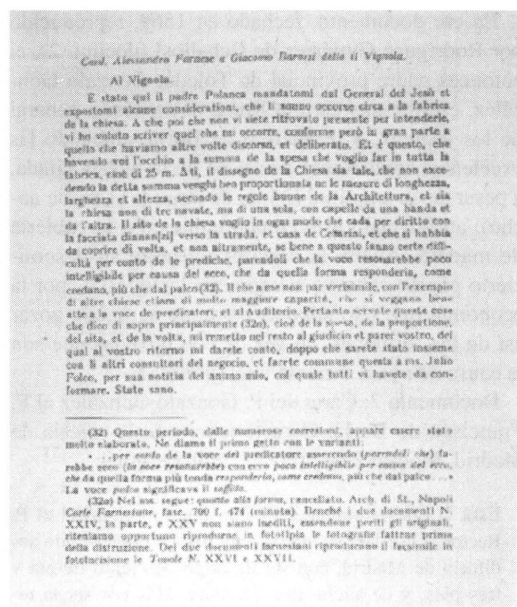 Card. Alessandro Farnese a Giacomo Barozzi detto il Vignola.
Al Vignola.
E stato qui il padre Polanca mandatomi dal General del Jesù et
expostomi alcune considerationi, che li sonno occorse circa a la fabrica
de la chiesa. A che poi che non vi siete ritrovato presente per intenderle,
vi ho voluto scriver quel che mi occorre, conforme però in gran parte a
quello che haviamo altre volte discorso, et deliberato. Et è questo, che
havendo voi l'occhio a la summa de la spesa che voglio far in tutta la
fabrica, cioè di 25 m. ∆ti, il dissegno de la Chiesa sia tale, che non exce-
dendo la detta somma venghi ben proportionata ne le mesure di longhezza,
larghezza et altezza, secondo le regole buone de la Architettura, et sia
la chiesa non di tre navate, ma di una sola, con capelle da una banda et
da l'altra. Il sito de la chiesa voglio in ogni modo che cada per diritto con
la facciata dinanz[i] verso la strada, et casa de Cesarini, et che si habbia
da coprire di volta, et non altramente, se bene a questo fanno certe diffi-
cultà per conto de le prediche, parendoli che la voce resonarebbe poco
intelligibile per causa del ecco, che da quella forma responderia, come
credano, più che dal palco(32). Il che a me non par verisimile, con l'exempio
di altre chiese etiam di molto maggiore capacità, che si veggano bene
atte a la voce de predicatori, et al Auditorio. Pertanto servate queste cose
che dico di sopra principalmente (32a), cioè de la spesa, de la proportione,
del sito, et de la volta, mi remetto nel resto al giudicio et parer vostro, del
qual al vostro ritorno mi darete conto, doppo che sarete stato insieme
con li altri consultori del negocio, et farete commune questa a ms. Julio
Folco, per sua notitia del animo mio, col quale tutti vi havete da con-
formare. State sano.
(32) Questo periodo, dalle numerose correzioni, appare essere stato
molto elaborato. Ne diamo il primo getto con le varianti:
« .per conto de la voce del predicatore asserendo (parendoli che) fa-
rebbe ecco (la voce resonarebbe) con ecco poco intelligibile per causa del ecco,
che da quella forma più tonda responderia, come credano, più che dal palco .
La voce palco significava il soffitto.
(32a) Nel ms. segue: quanto alla forma, cancellato. Arch. di St., Napoli
Carte Farnesiane, fasc. 709 f. 474 (minuta). Benché i due documenti N.
XXIV, in parte, e XXV non siano inediti, essendone periti gli originali,
riteniamo opportuno riprodurne in fototipia le fotografie fattene prima
della distruzione. Dei due documenti farnesiani riproduciamo il facsimile in
fotoincisione le Tavole N. XXVI e XXVII.